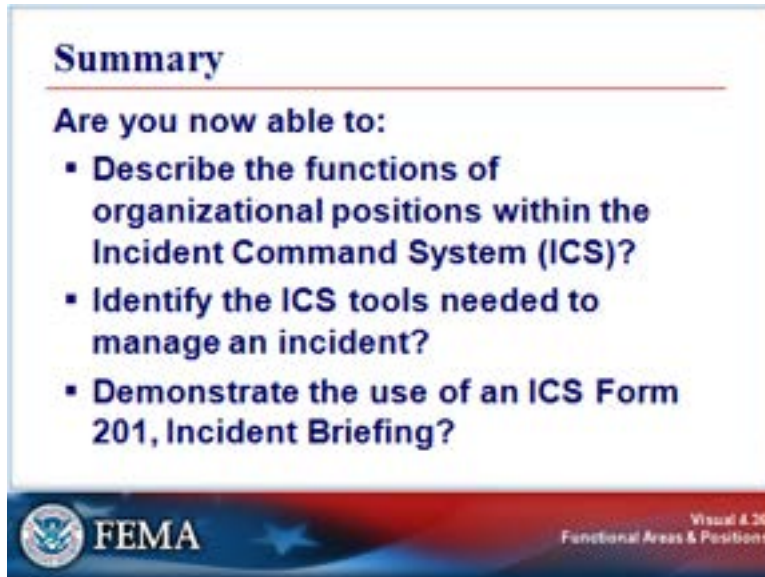 Summary
Are you now able to:
▪ Describe the functions of
organizational positions within the
Incident Command System (ICS)?
▪ Identify the ICS tools needed to
manage an incident?
▪ Demonstrate the use of an ICS Form
201, Incident Briefing?
FEMA
Visual 4.
Functional Areas & Positions